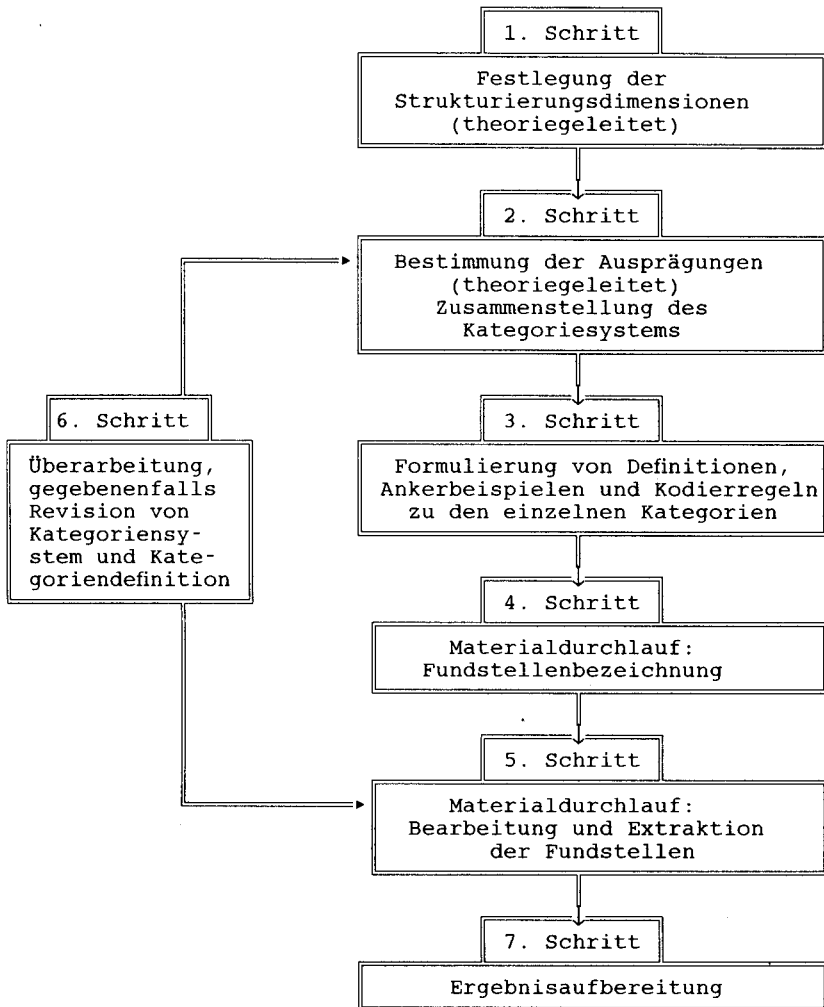 1. Schritt
Festlegung der
Strukturierungsdimensionen
(theoriegeleitet)
2. Schritt
Bestimmung der Ausprägungen
(theoriegeleitet)
Zusammenstellung des
Kategoriesystems
3. Schritt
Formulierung von Definitionen,
Ankerbeispielen und Kodierregeln
zu den einzelnen Kategorien
4. Schritt
Materialdurchlauf:
Fundstellenbezeichnung
5. Schritt
Materialdurchlauf:
Bearbeitung und Extraktion
der Fundstellen
6. Schritt
Überarbeitung,
gegebenenfalls
Revision von
Kategoriensy-
stem und Kate-
goriendefinition
7. Schritt
Ergebnisaufbereitung